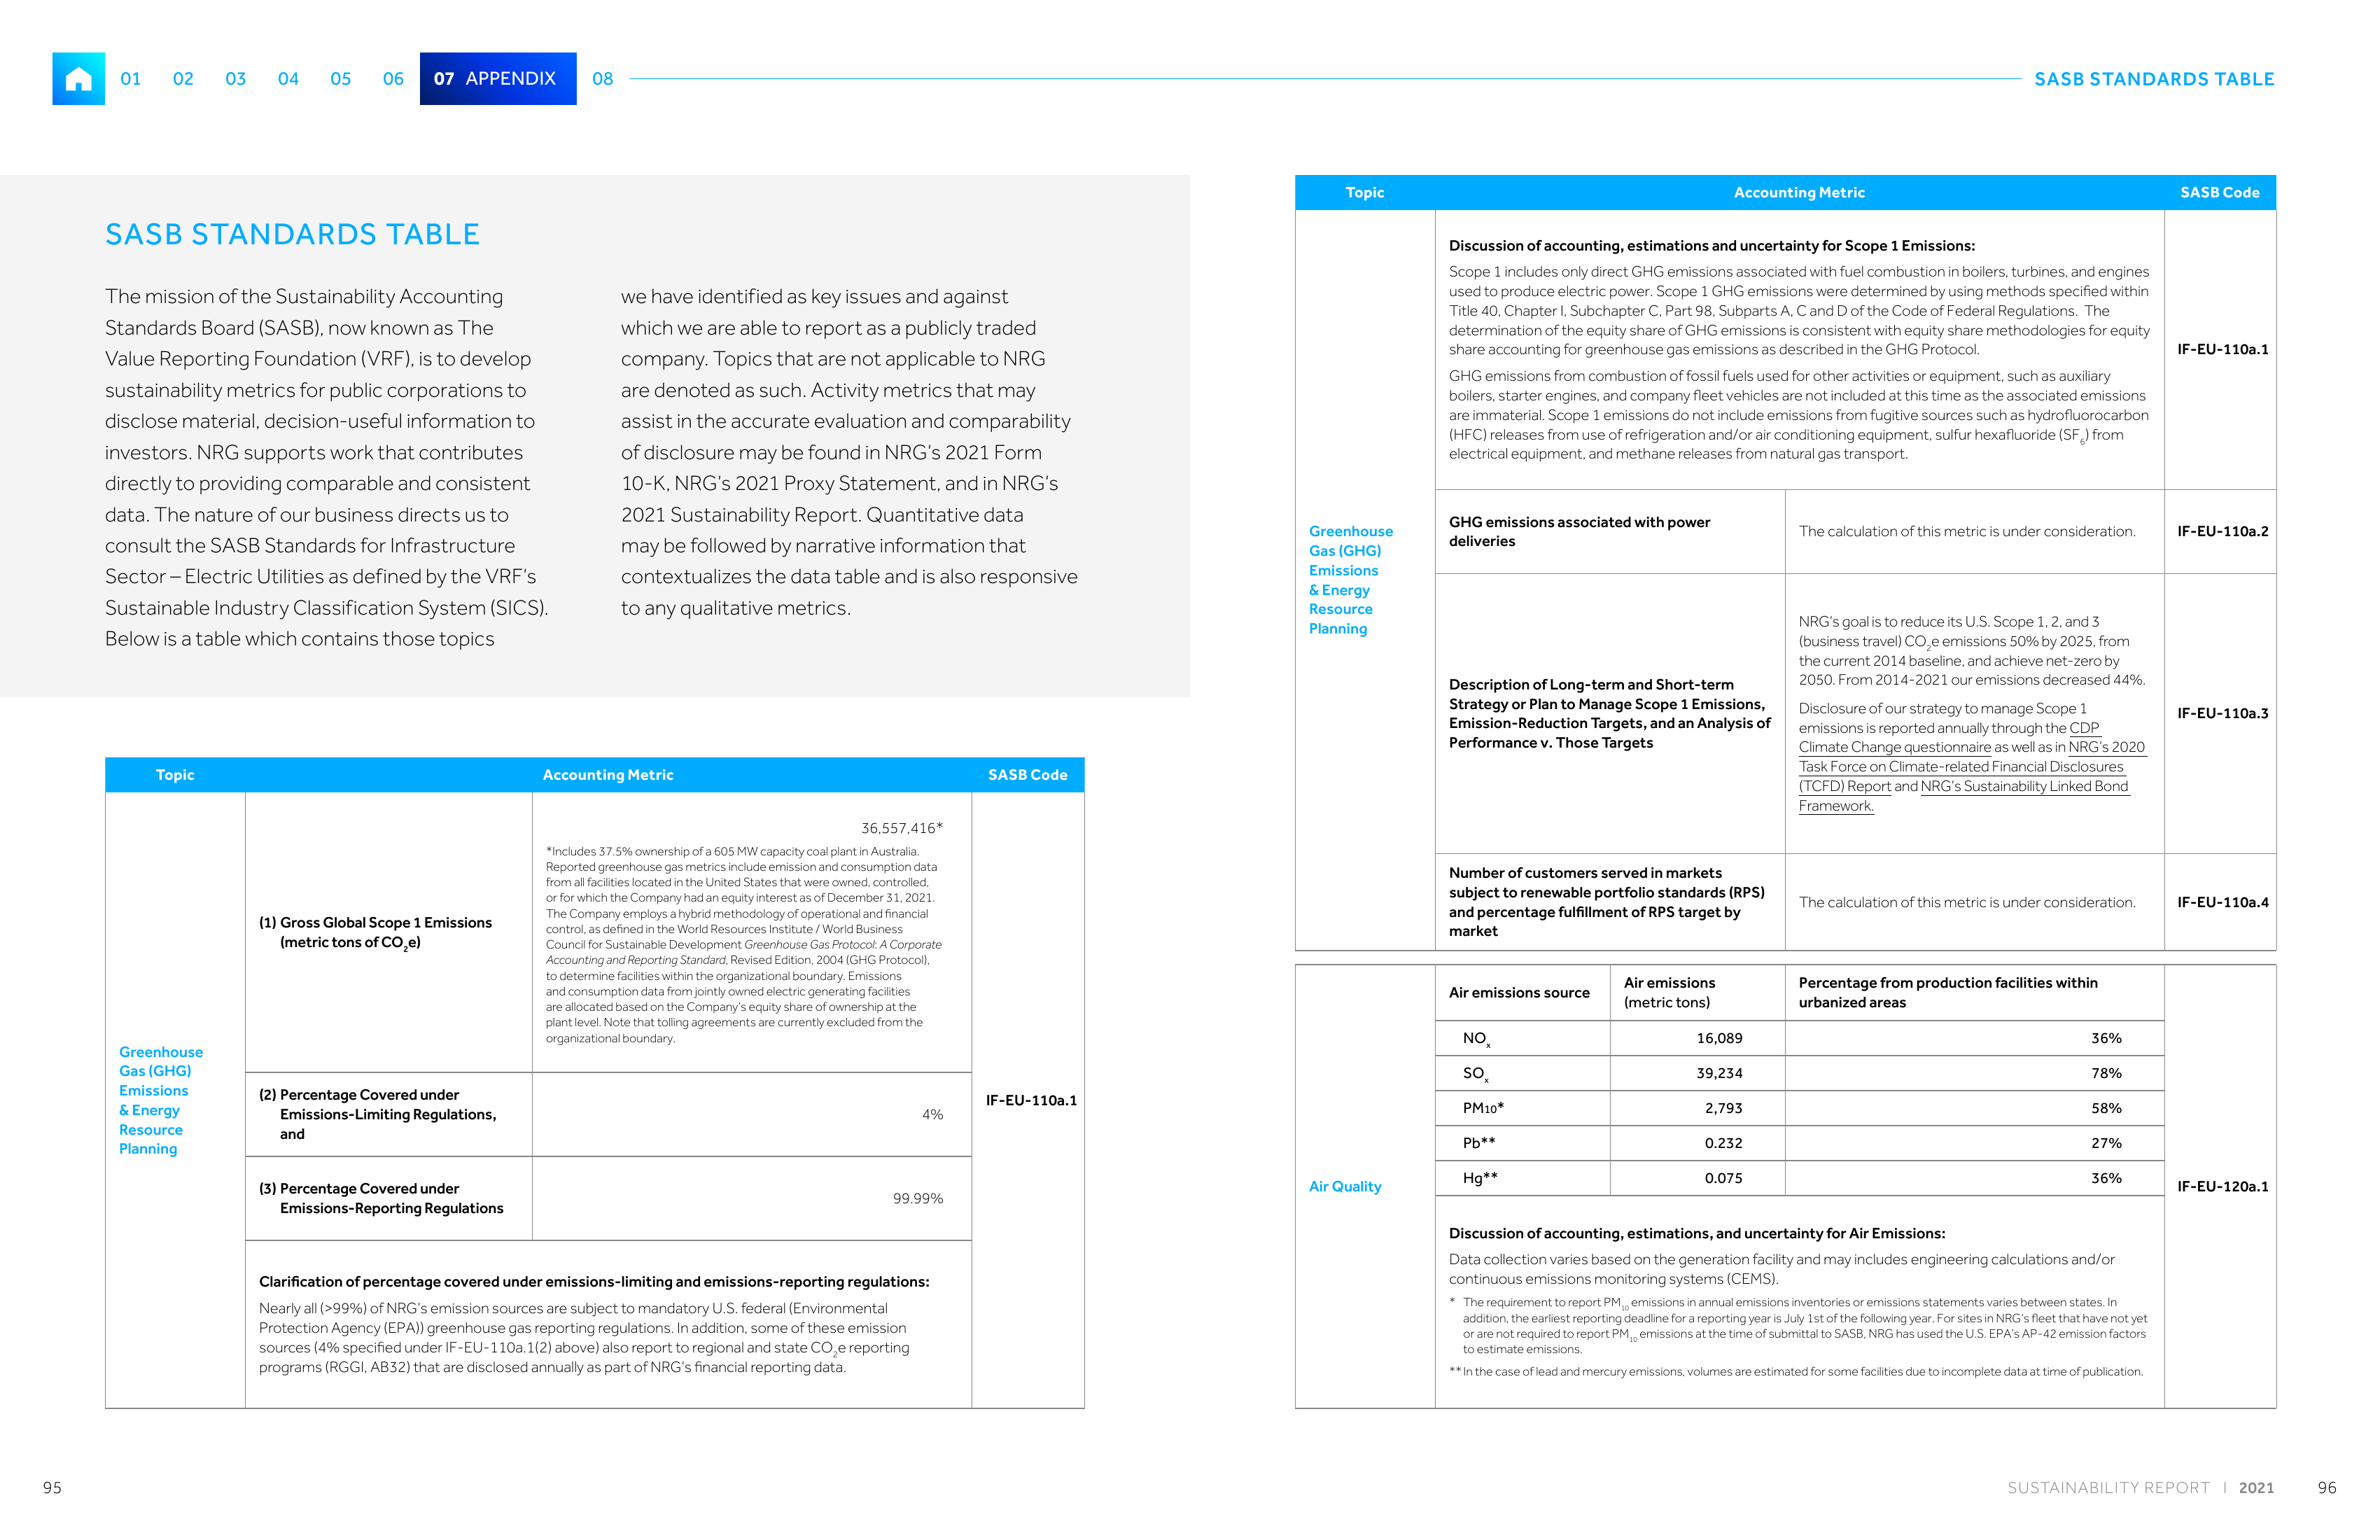 01 02 03 04 05 06 07 APPENDIX 08 SASB STANDARDS TABLE
SASB STANDARDS TABLE
The mission of the Sustainability Accounting
Standards Board (SASB), now known as The
Value Reporting Foundation (VRF), is to develop
sustainability metrics for public corporations to
disclose material, decision-useful information to
investors. NRG supports work that contributes
directly to providing comparable and consistent
data. The nature of our business directs us to
consult the SASB Standards for Infrastructure
Sector – Electric Utilities as defined by the VRF's
Sustainable Industry Classification System (SICS).
Below is a table which contains those topics
we have identified as key issues and against
which we are able to report as a publicly traded
company. Topics that are not applicable to NRG
are denoted as such. Activity metrics that may
assist in the accurate evaluation and comparability
of disclosure may be found in NRG's 2021 Form
10-K, NRG's 2021 Proxy Statement, and in NRG's
2021 Sustainability Report. Quantitative data
may be followed by narrative information that
contextualizes the data table and is also responsive
to any qualitative metrics.
Topic Accounting Metric SASB Code
Greenhouse
Gas (GHG)
Emissions
& Energy
Resource
Planning
(1) Gross Global Scope 1 Emissions
(metric tons of CO2e)
36,557,416*
*Includes 37.5% ownership of a 605 MW capacity coal plant in Australia.
Reported greenhouse gas metrics include emission and consumption data
from all facilities located in the United States that were owned, controlled,
or for which the Company had an equity interest as of December 31, 2021.
The Company employs a hybrid methodology of operational and financial
control, as defined in the World Resources Institute / World Business
Council for Sustainable Development Greenhouse Gas Protocol: A Corporate
Accounting and Reporting Standard, Revised Edition, 2004 (GHG Protocol),
to determine facilities within the organizational boundary. Emissions
and consumption data from jointly owned electric generating facilities
are allocated based on the Company's equity share of ownership at the
plant level. Note that tolling agreements are currently excluded from the
organizational boundary.
(2) Percentage Covered under
Emissions-Limiting Regulations,
and
4%
(3) Percentage Covered under
Emissions-Reporting Regulations
99.99%
Clarification of percentage covered under emissions-limiting and emissions-reporting regulations:
Nearly all (>99%) of NRG's emission sources are subject to mandatory U.S. federal (Environmental
Protection Agency (EPA)) greenhouse gas reporting regulations. In addition, some of these emission
sources (4% specified under IF-EU-110a.1(2) above) also report to regional and state CO2e reporting
programs (RGGI, AB32) that are disclosed annually as part of NRG's financial reporting data.
IF-EU-110a.1
Topic Accounting Metric SASB Code
Greenhouse
Gas (GHG)
Emissions
& Energy
Resource
Planning
Discussion of accounting, estimations and uncertainty for Scope 1 Emissions:
Scope 1 includes only direct GHG emissions associated with fuel combustion in boilers, turbines, and engines
used to produce electric power. Scope 1 GHG emissions were determined by using methods specified within
Title 40, Chapter I, Subchapter C, Part 98, Subparts A, C and D of the Code of Federal Regulations. The
determination of the equity share of GHG emissions is consistent with equity share methodologies for equity
share accounting for greenhouse gas emissions as described in the GHG Protocol.
GHG emissions from combustion of fossil fuels used for other activities or equipment, such as auxiliary
boilers, starter engines, and company fleet vehicles are not included at this time as the associated emissions
are immaterial. Scope 1 emissions do not include emissions from fugitive sources such as hydrofluorocarbon
(HFC) releases from use of refrigeration and/or air conditioning equipment, sulfur hexafluoride (SF6) from
electrical equipment, and methane releases from natural gas transport.
IF-EU-110a.1
GHG emissions associated with power
deliveries
The calculation of this metric is under consideration.
IF-EU-110a.2
Description of Long-term and Short-term
Strategy or Plan to Manage Scope 1 Emissions,
Emission-Reduction Targets, and an Analysis of
Performance v. Those Targets
NRG's goal is to reduce its U.S. Scope 1, 2, and 3
(business travel) CO2e emissions 50% by 2025, from
the current 2014 baseline, and achieve net-zero by
2050. From 2014-2021 our emissions decreased 44%.
Disclosure of our strategy to manage Scope 1
emissions is reported annually through the CDP
Climate Change questionnaire as well as in NRG's 2020
Task Force on Climate-related Financial Disclosures
(TCFD) Report and NRG's Sustainability Linked Bond
Framework.
IF-EU-110a.3
Number of customers served in markets
subject to renewable portfolio standards (RPS)
and percentage fulfillment of RPS target by
market
The calculation of this metric is under consideration.
IF-EU-110a.4
Air Quality
Air emissions source
Air emissions
(metric tons)
Percentage from production facilities within
urbanized areas
NOx 16,089 36%
SOx 39,234 78%
PM10* 2,793 58%
Pb** 0.232 27%
Hg** 0.075 36%
Discussion of accounting, estimations, and uncertainty for Air Emissions:
Data collection varies based on the generation facility and may includes engineering calculations and/or
continuous emissions monitoring systems (CEMS).
* The requirement to report PM10 emissions in annual emissions inventories or emissions statements varies between states. In
addition, the earliest reporting deadline for a reporting year is July 1st of the following year. For sites in NRG's fleet that have not yet
or are not required to report PM10 emissions at the time of submittal to SASB, NRG has used the U.S. EPA's AP-42 emission factors
to estimate emissions.
** In the case of lead and mercury emissions, volumes are estimated for some facilities due to incomplete data at time of publication.
IF-EU-120a.1
95
SUSTAINABILITY REPORT | 2021 96